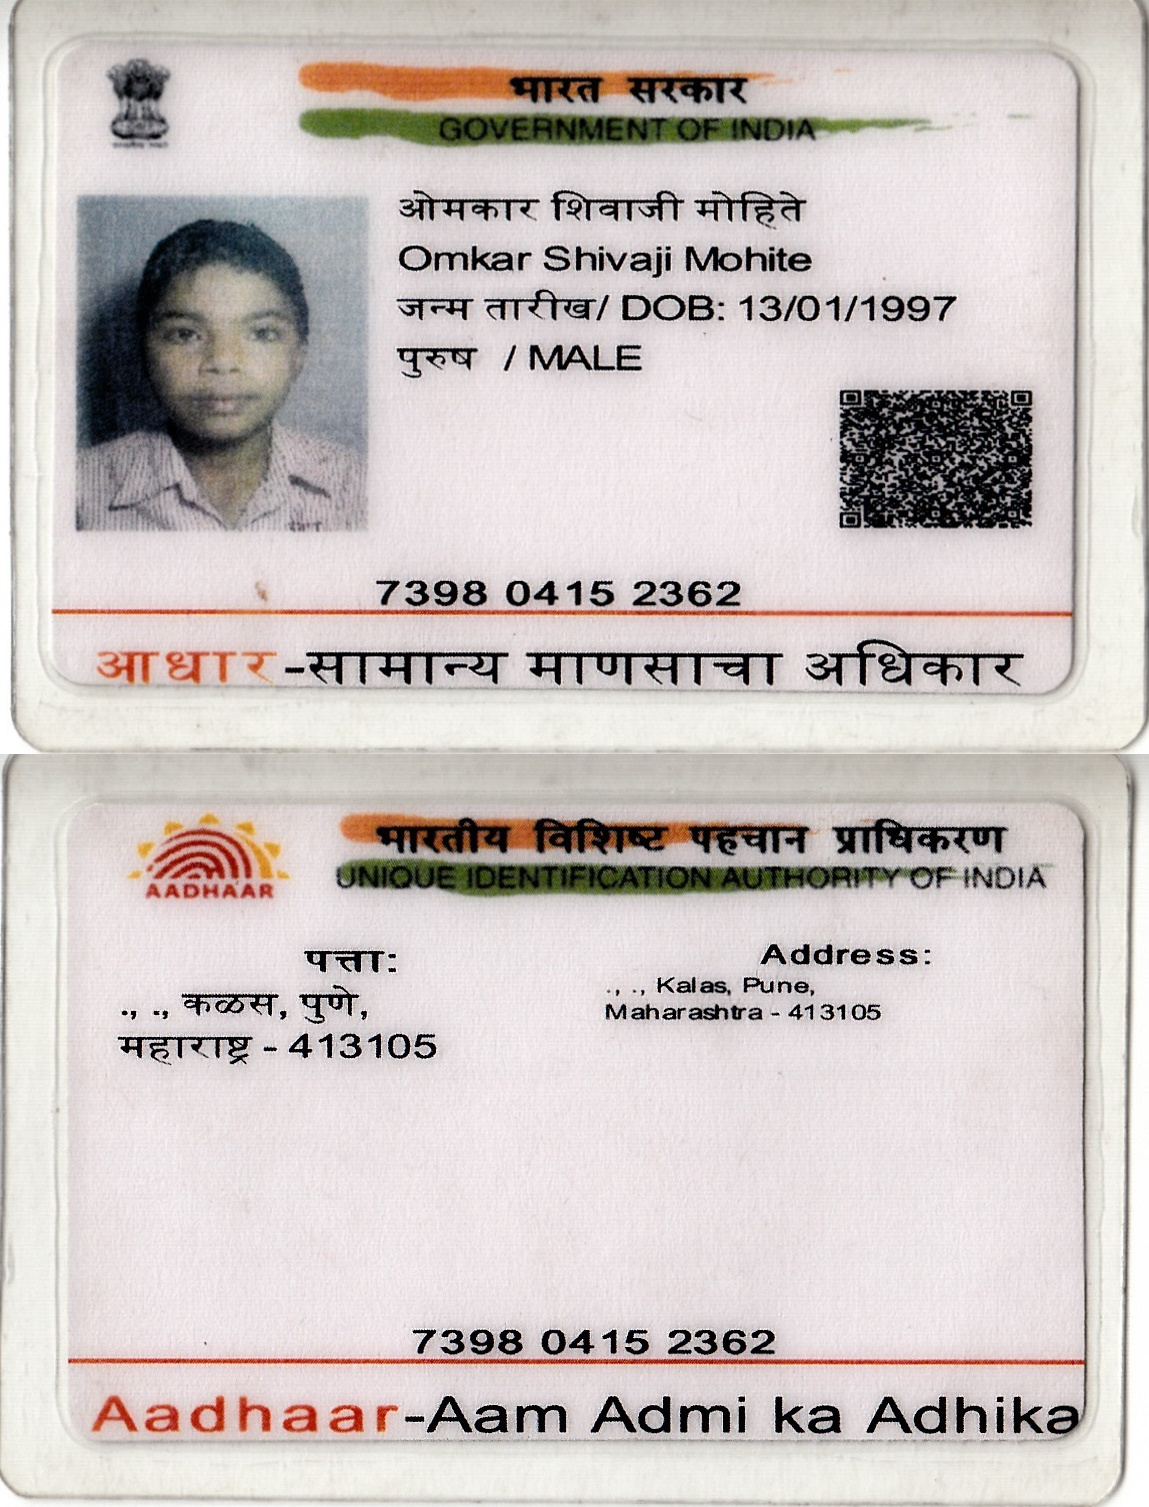 भारत सरकार
GOVERNMENT OF INDIA
ओमकार शिवाजी मोहिते
Omkar Shivaji Mohite
जन्म तारीख/ DOB: 13/01/1997
पुरुष / MALE
7398 0415 2362
आधार-सामान्य माणसाचा अधिकार
भारतीय विशिष्ट पहचान प्राधिकरण
AADHAAR
UNIQUE IDENTIFICATION AUTHORITY OF INDIA
पत्ता:
., ., कळस, पुणे,
महाराष्ट्र - 413105
Address:
., ., Kalas, Pune,
Maharashtra - 413105
7398 0415 2362
Aadhaar-Aam Admi ka Adhika